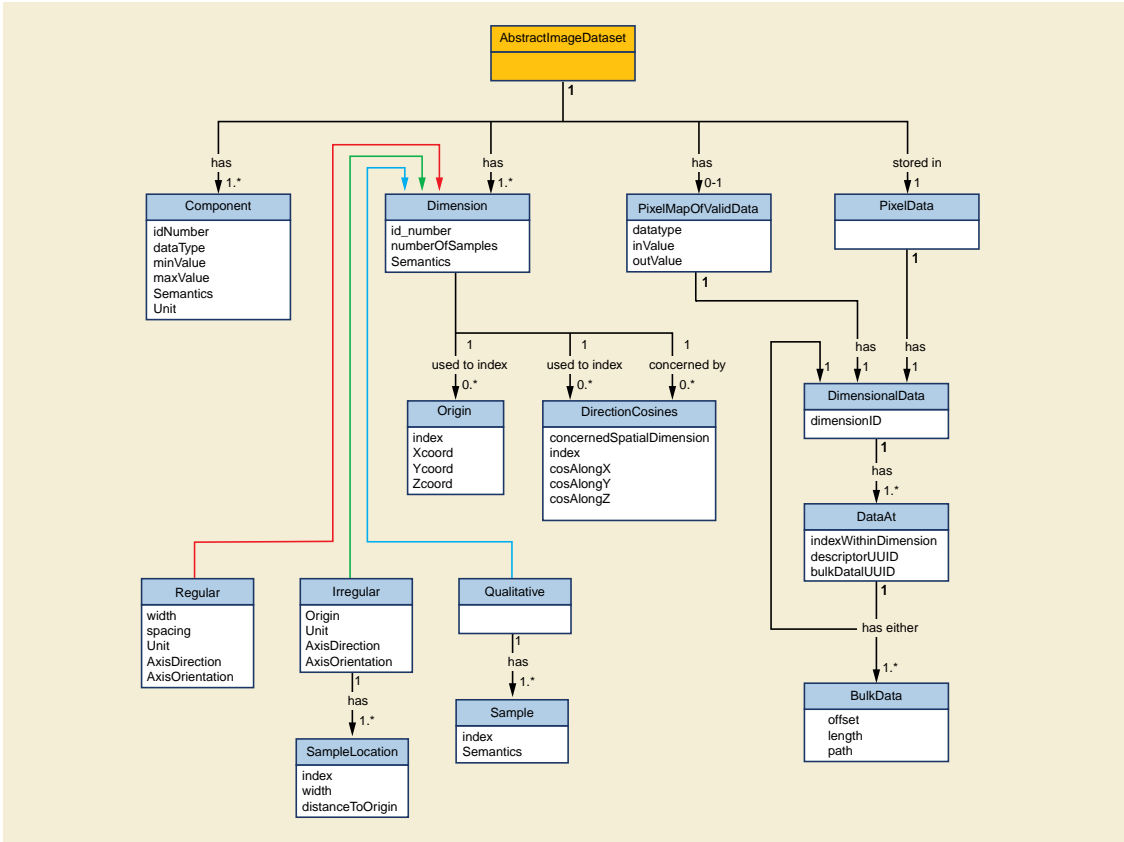 AbstractImageDataset
1
has
1.*
has
1.*
has
0-1
stored in
1
Component
idNumber
dataType
minValue
maxValue
Semantics
Unit
Dimension
id_number
numberOfSamples
Semantics
PixelMapOfValidData
datatype
inValue
outValue
1
PixelData
1
1
used to index
0.*
1
used to index
0.*
1
concerned by
0.*
1
has
1
has
1
Origin
index
Xcoord
Ycoord
Zcoord
DirectionCosines
concernedSpatialDimension
index
cosAlongX
cosAlongY
cosAlongZ
DimensionalData
dimensionID
1
has
1.*
DataAt
indexWithinDimension
descriptorUUID
bulkDatalUUID
1
has either
1.*
BulkData
offset
length
path
Regular
width
spacing
Unit
AxisDirection
AxisOrientation
Irregular
Origin
Unit
AxisDirection
AxisOrientation
1
has
1.*
SampleLocation
index
width
distanceToOrigin
Qualitative
1
has
1.*
Sample
index
Semantics